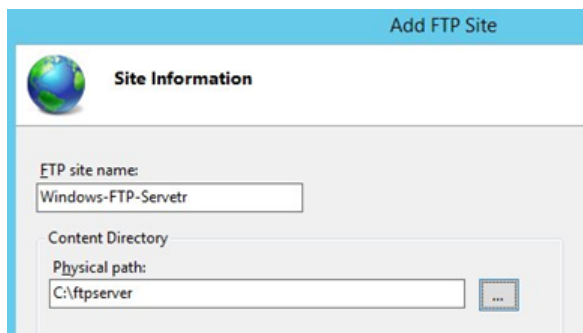 Add FTP Site
Site Information
FTP site name:
Windows-FTP-Servetr
Content Directory
Physical path:
C:\ftpserver
...